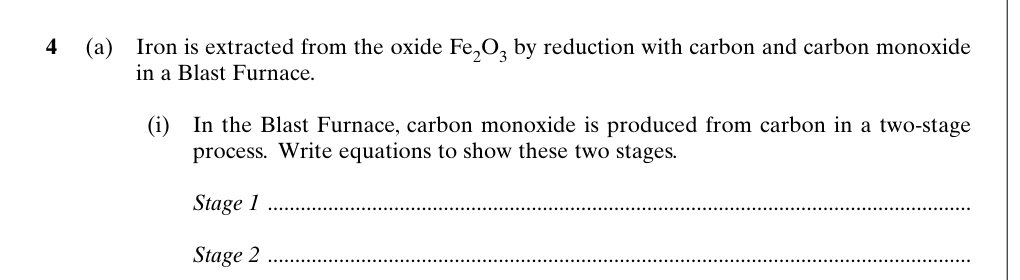 4 (a) Iron is extracted from the oxide Fe₂O₃ by reduction with carbon and carbon monoxide
in a Blast Furnace.
(i) In the Blast Furnace, carbon monoxide is produced from carbon in a two-stage
process. Write equations to show these two stages.
Stage 1 ..........................................................................................................
Stage 2 ..........................................................................................................